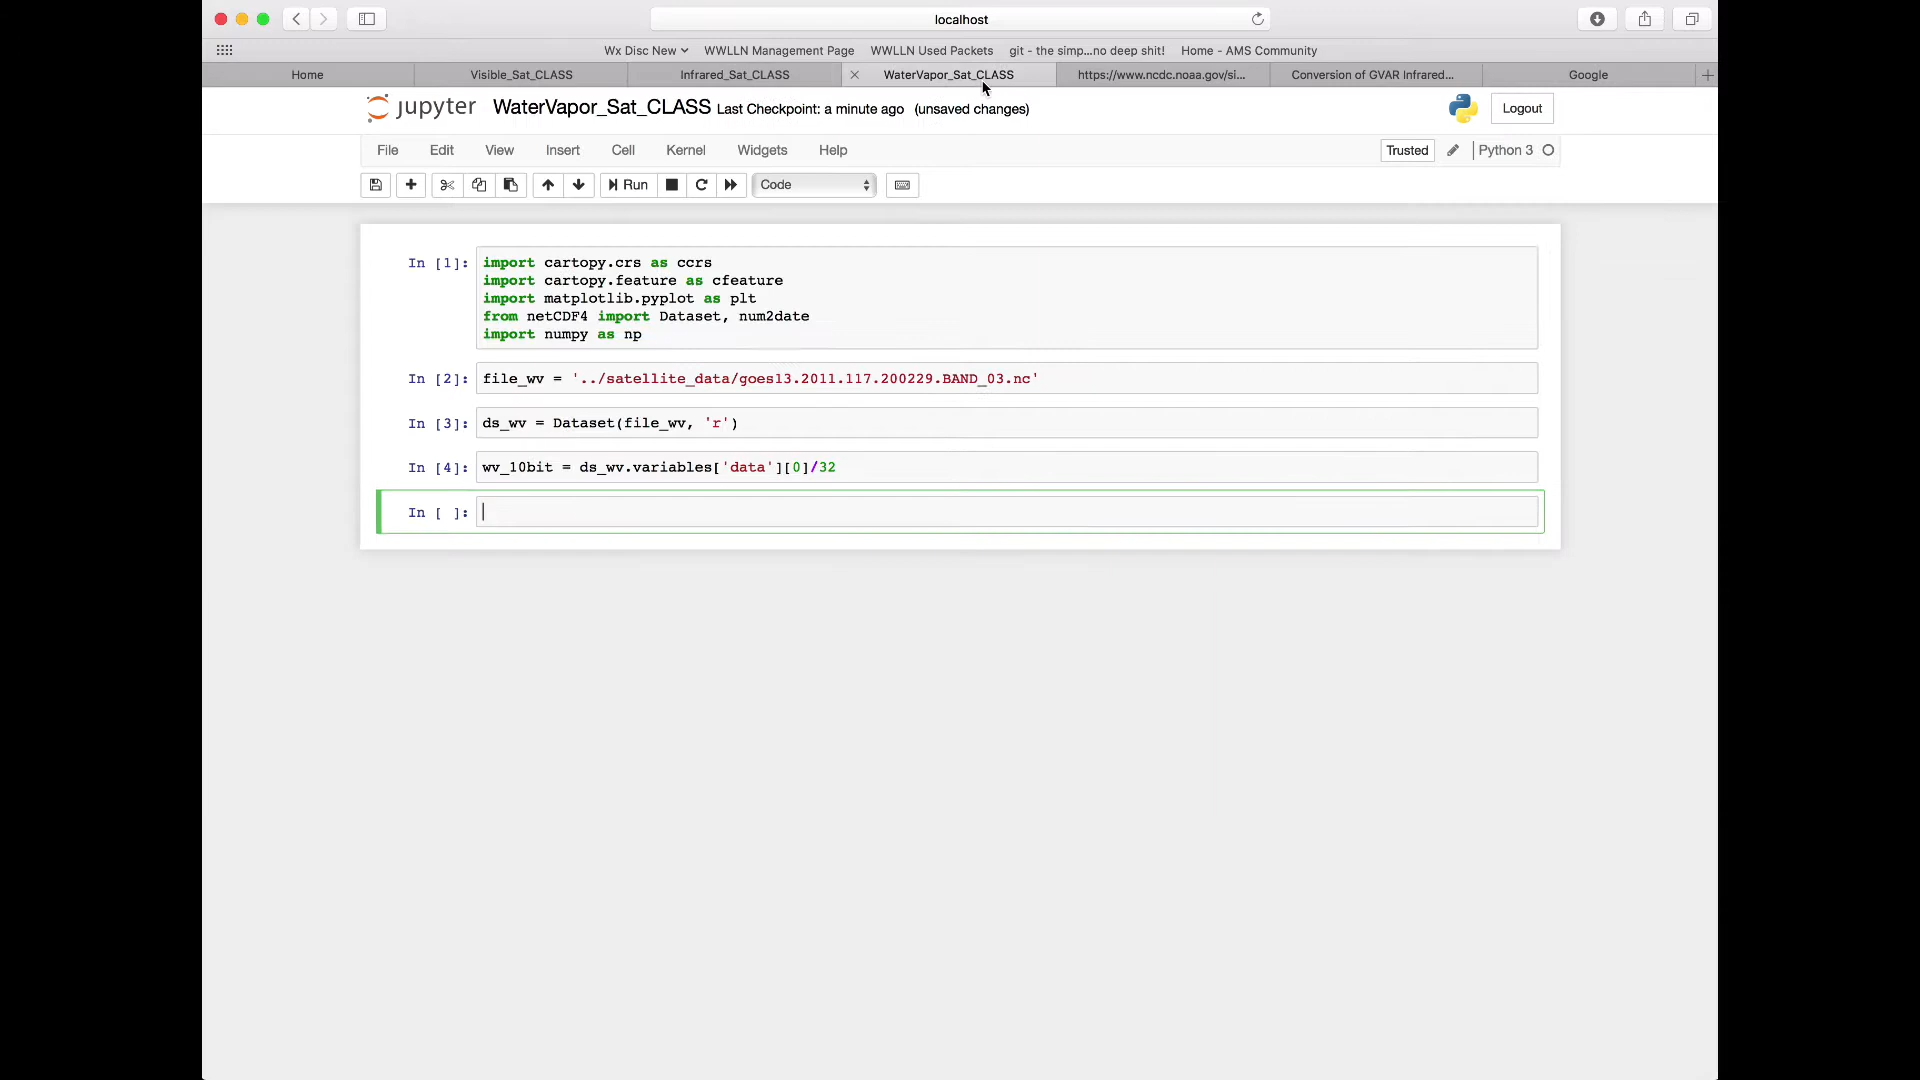 localhost
Wx Disc New WWLLN Management Page WWLLN Used Packets git - the simp...no deep shit! Home - AMS Community
Home Visible_Sat_CLASS Infrared_Sat_CLASS WaterVapor_Sat_CLASS https://www.ncdc.noaa.gov/si... Conversion of GVAR Infrared... Google
jupyter WaterVapor_Sat_CLASS Last Checkpoint: a minute ago (unsaved changes) Logout
File Edit View Insert Cell Kernel Widgets Help Trusted Python 3
Run Code
In [1]: import cartopy.crs as ccrs
import cartopy.feature as cfeature
import matplotlib.pyplot as plt
from netCDF4 import Dataset, num2date
import numpy as np
In [2]: file_wv = '../satellite_data/goes13.2011.117.200229.BAND_03.nc'
In [3]: ds_wv = Dataset(file_wv, 'r')
In [4]: wv_10bit = ds_wv.variables['data'][0]/32
In [ ]: